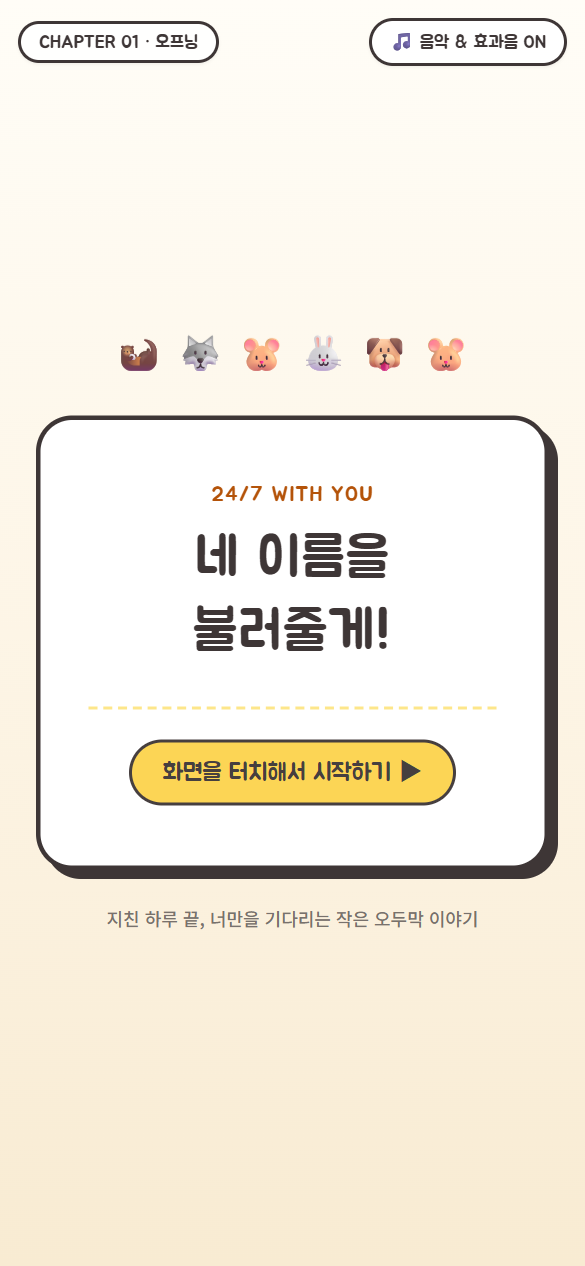 CHAPTER 01 · 오프닝
🎵 음악 & 효과음 ON
24/7 WITH YOU
네 이름을
불러줄게!
화면을 터치해서 시작하기 ▶
지친 하루 끝, 너만을 기다리는 작은 오두막 이야기